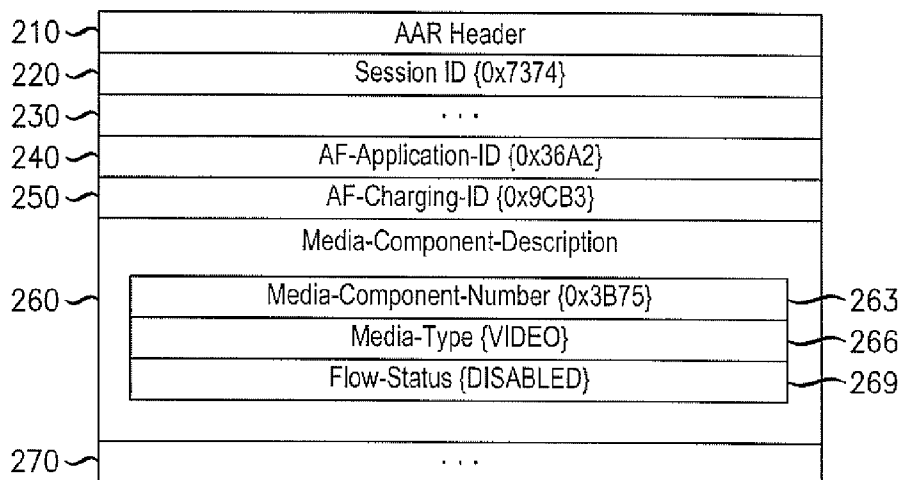 210 AAR Header
220 Session ID {0x7374}
230 . . .
240 AF-Application-ID {0x36A2}
250 AF-Charging-ID {0x9CB3}
Media-Component-Description
260 Media-Component-Number {0x3B75} 263
Media-Type {VIDEO} 266
Flow-Status {DISABLED} 269
270 . . .